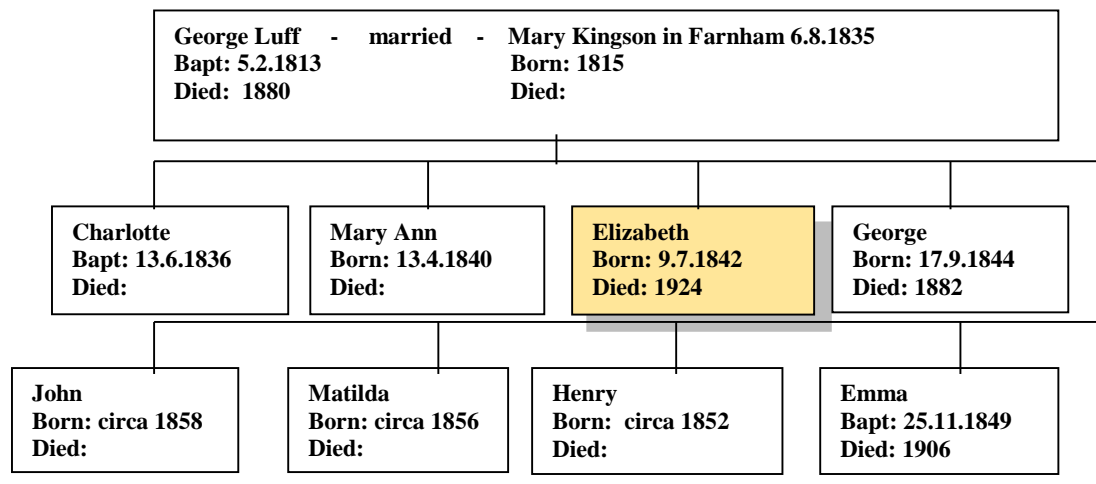 George Luff - married - Mary Kingson in Farnham 6.8.1835
Bapt: 5.2.1813 Born: 1815
Died: 1880 Died:
Charlotte
Bapt: 13.6.1836
Died:
Mary Ann
Born: 13.4.1840
Died:
Elizabeth
Born: 9.7.1842
Died: 1924
George
Born: 17.9.1844
Died: 1882
John
Born: circa 1858
Died:
Matilda
Born: circa 1856
Died:
Henry
Born: circa 1852
Died:
Emma
Bapt: 25.11.1849
Died: 1906